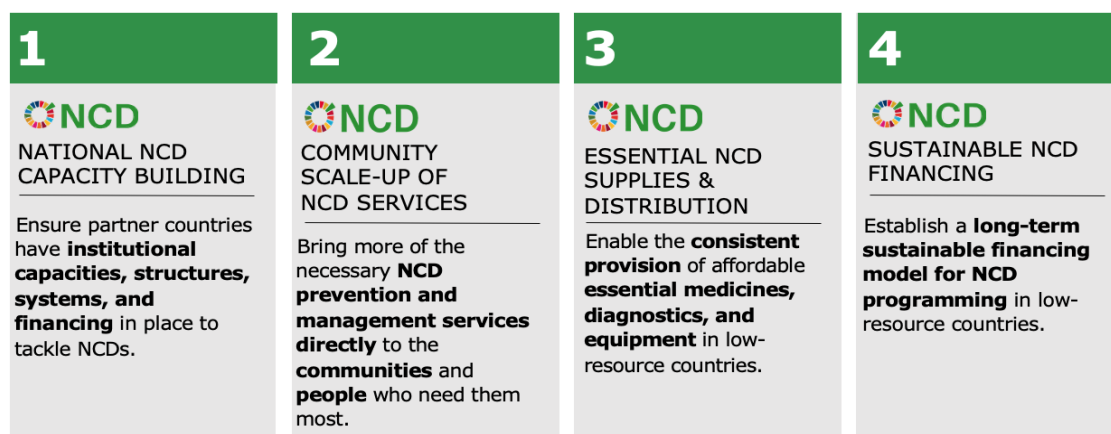 1
NCD
NATIONAL NCD
CAPACITY BUILDING
Ensure partner countries
have institutional
capacities, structures,
systems, and
financing in place to
tackle NCDs.
2
NCD
COMMUNITY
SCALE-UP OF
NCD SERVICES
Bring more of the
necessary NCD
prevention and
management services
directly to the
communities and
people who need them
most.
3
NCD
ESSENTIAL NCD
SUPPLIES &
DISTRIBUTION
Enable the consistent
provision of affordable
essential medicines,
diagnostics, and
equipment in low-
resource countries.
4
NCD
SUSTAINABLE NCD
FINANCING
Establish a long-term
sustainable financing
model for NCD
programming in low-
resource countries.